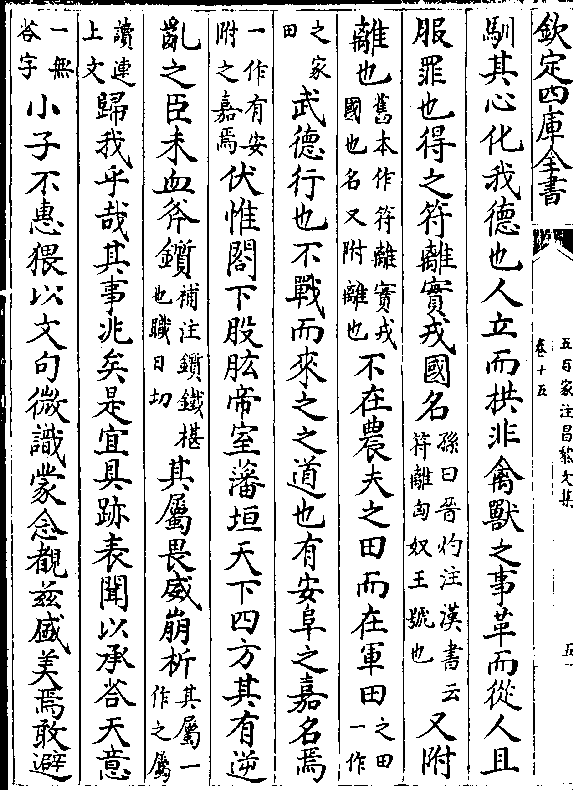 欽定四庫全書
五百家注昌黎文集
卷十五
五
馴其心化我德也人立而拱非禽獸之事革而從人且
服罪也得之符離實戎國名孫曰晉灼注漢書云符離匈奴王號也又附
離也舊本作符離實戎國也名又附離也不在農夫之田而在軍田之田一作
之家田武德行也不戰而來之之道也有安阜之嘉名焉
一作有安附之嘉焉伏惟閤下股肱帝室藩垣天下四方其有逆
亂之臣未血斧鑕補注鑕鐵椹也職日切其屬畏威崩析其屬一作之屬
讀連上文歸我乎哉其事兆矣是宜具跡表聞以承荅天意
一無荅字小子不惠猥以文句微識蒙念覩兹盛美焉敢避